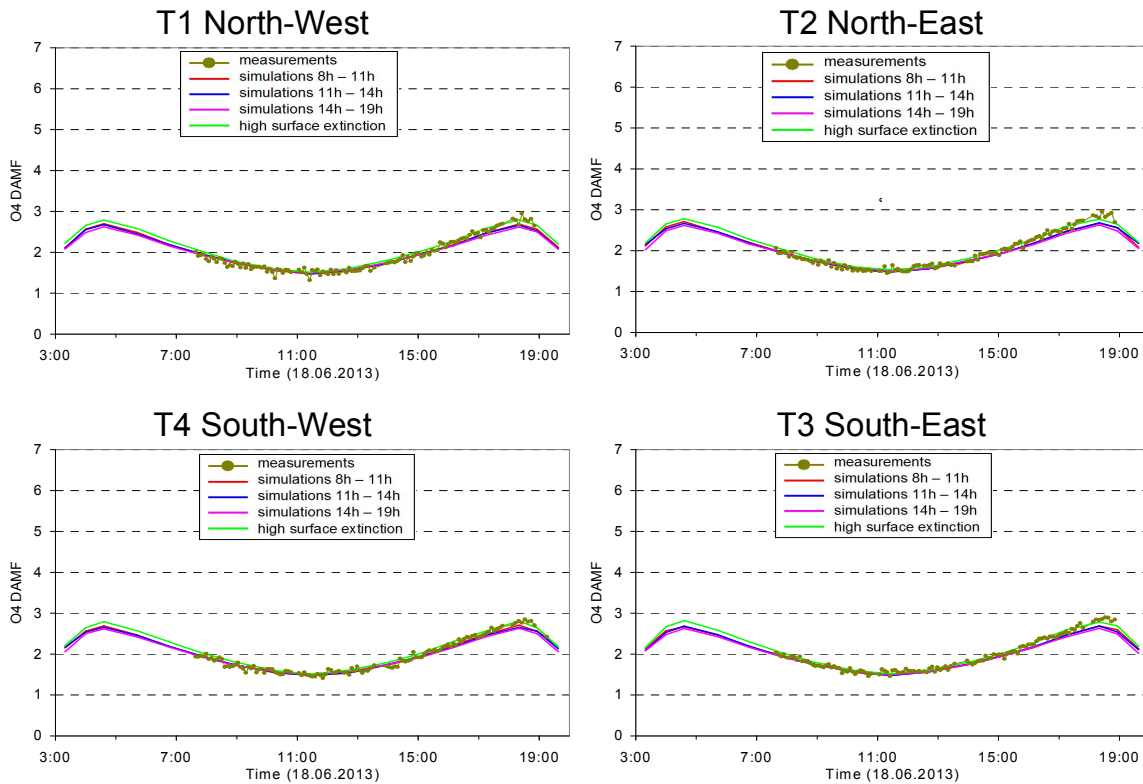 T1 North-West
7
6
5
4
3
2
1
0
O4 DAMF
measurements
simulations 8h – 11h
simulations 11h – 14h
simulations 14h – 19h
high surface extinction
3:00 7:00 11:00 15:00 19:00
Time (18.06.2013)
T2 North-East
7
6
5
4
3
2
1
0
O4 DAMF
measurements
simulations 8h – 11h
simulations 11h – 14h
simulations 14h – 19h
high surface extinction
3:00 7:00 11:00 15:00 19:00
Time (18.06.2013)
T4 South-West
7
6
5
4
3
2
1
0
O4 DAMF
measurements
simulations 8h – 11h
simulations 11h – 14h
simulations 14h – 19h
high surface extinction
3:00 7:00 11:00 15:00 19:00
Time (18.06.2013)
T3 South-East
7
6
5
4
3
2
1
0
O4 DAMF
measurements
simulations 8h – 11h
simulations 11h – 14h
simulations 14h – 19h
high surface extinction
3:00 7:00 11:00 15:00 19:00
Time (18.06.2013)